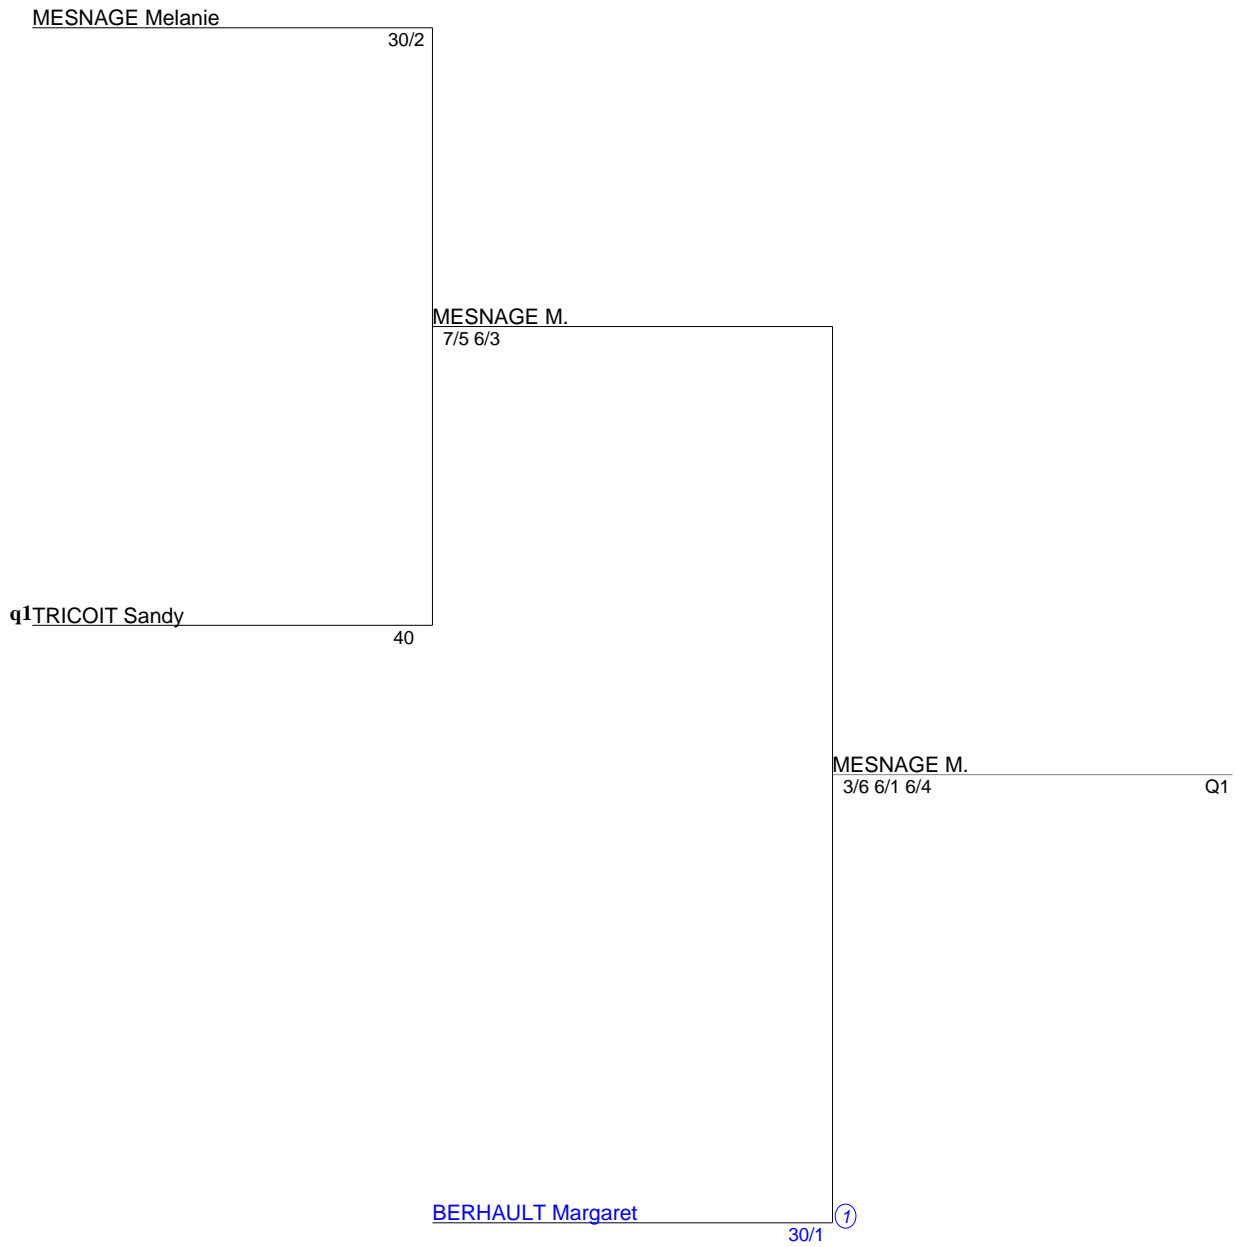 MESNAGE Melanie
30/2
MESNAGE M.
7/5 6/3
q1TRICOIT Sandy
40
MESNAGE M.
3/6 6/1 6/4 Q1
BERHAULT Margaret 1
30/1